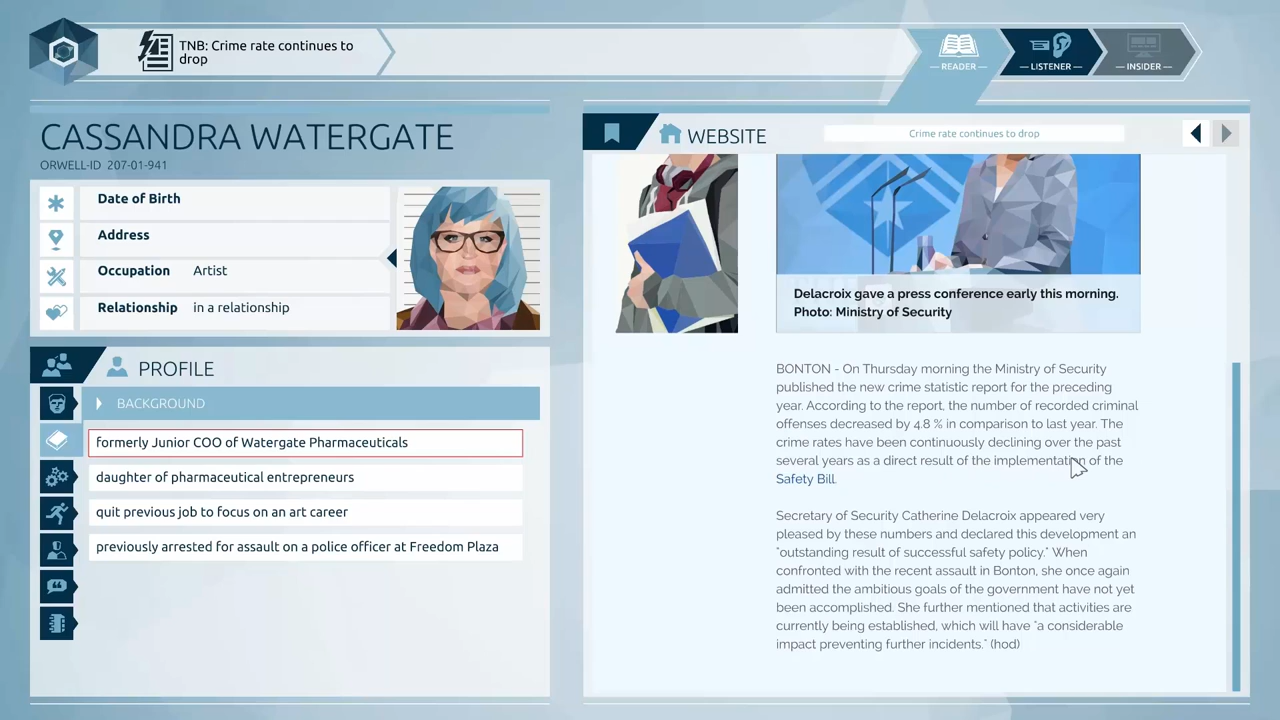 TNB: Crime rate continues to
drop
— READER —
— LISTENER —
— INSIDER —
CASSANDRA WATERGATE
ORWELL-ID 207-01-941
Date of Birth
Address
Occupation Artist
Relationship in a relationship
PROFILE
BACKGROUND
formerly Junior COO of Watergate Pharmaceuticals
daughter of pharmaceutical entrepreneurs
quit previous job to focus on an art career
previously arrested for assault on a police officer at Freedom Plaza
WEBSITE
Crime rate continues to drop
Delacroix gave a press conference early this morning.
Photo: Ministry of Security
BONTON - On Thursday morning the Ministry of Security
published the new crime statistic report for the preceding
year. According to the report, the number of recorded criminal
offenses decreased by 4.8 % in comparison to last year. The
crime rates have been continuously declining over the past
several years as a direct result of the implementation of the
Safety Bill.
Secretary of Security Catherine Delacroix appeared very
pleased by these numbers and declared this development an
"outstanding result of successful safety policy." When
confronted with the recent assault in Bonton, she once again
admitted the ambitious goals of the government have not yet
been accomplished. She further mentioned that activities are
currently being established, which will have "a considerable
impact preventing further incidents." (hod)